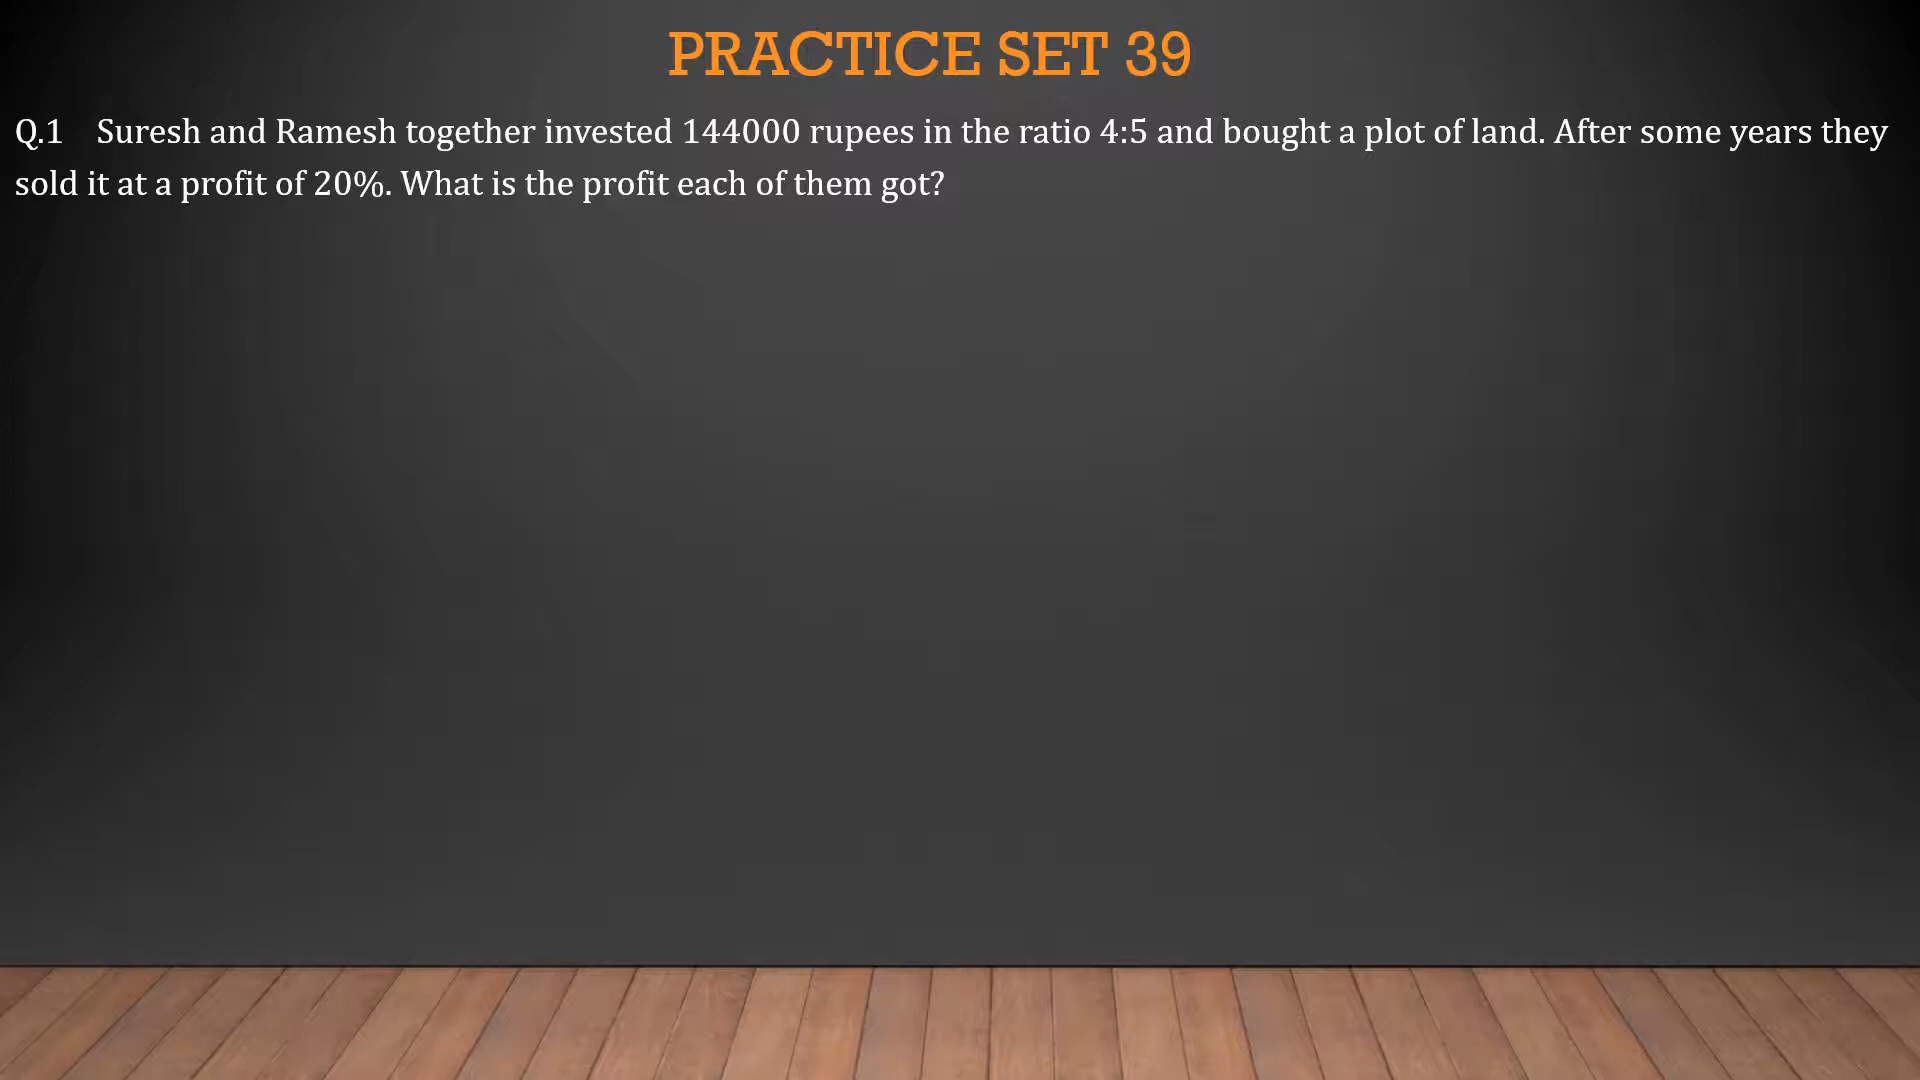 PRACTICE SET 39
Q.1 Suresh and Ramesh together invested 144000 rupees in the ratio 4:5 and bought a plot of land. After some years they
sold it at a profit of 20%. What is the profit each of them got?